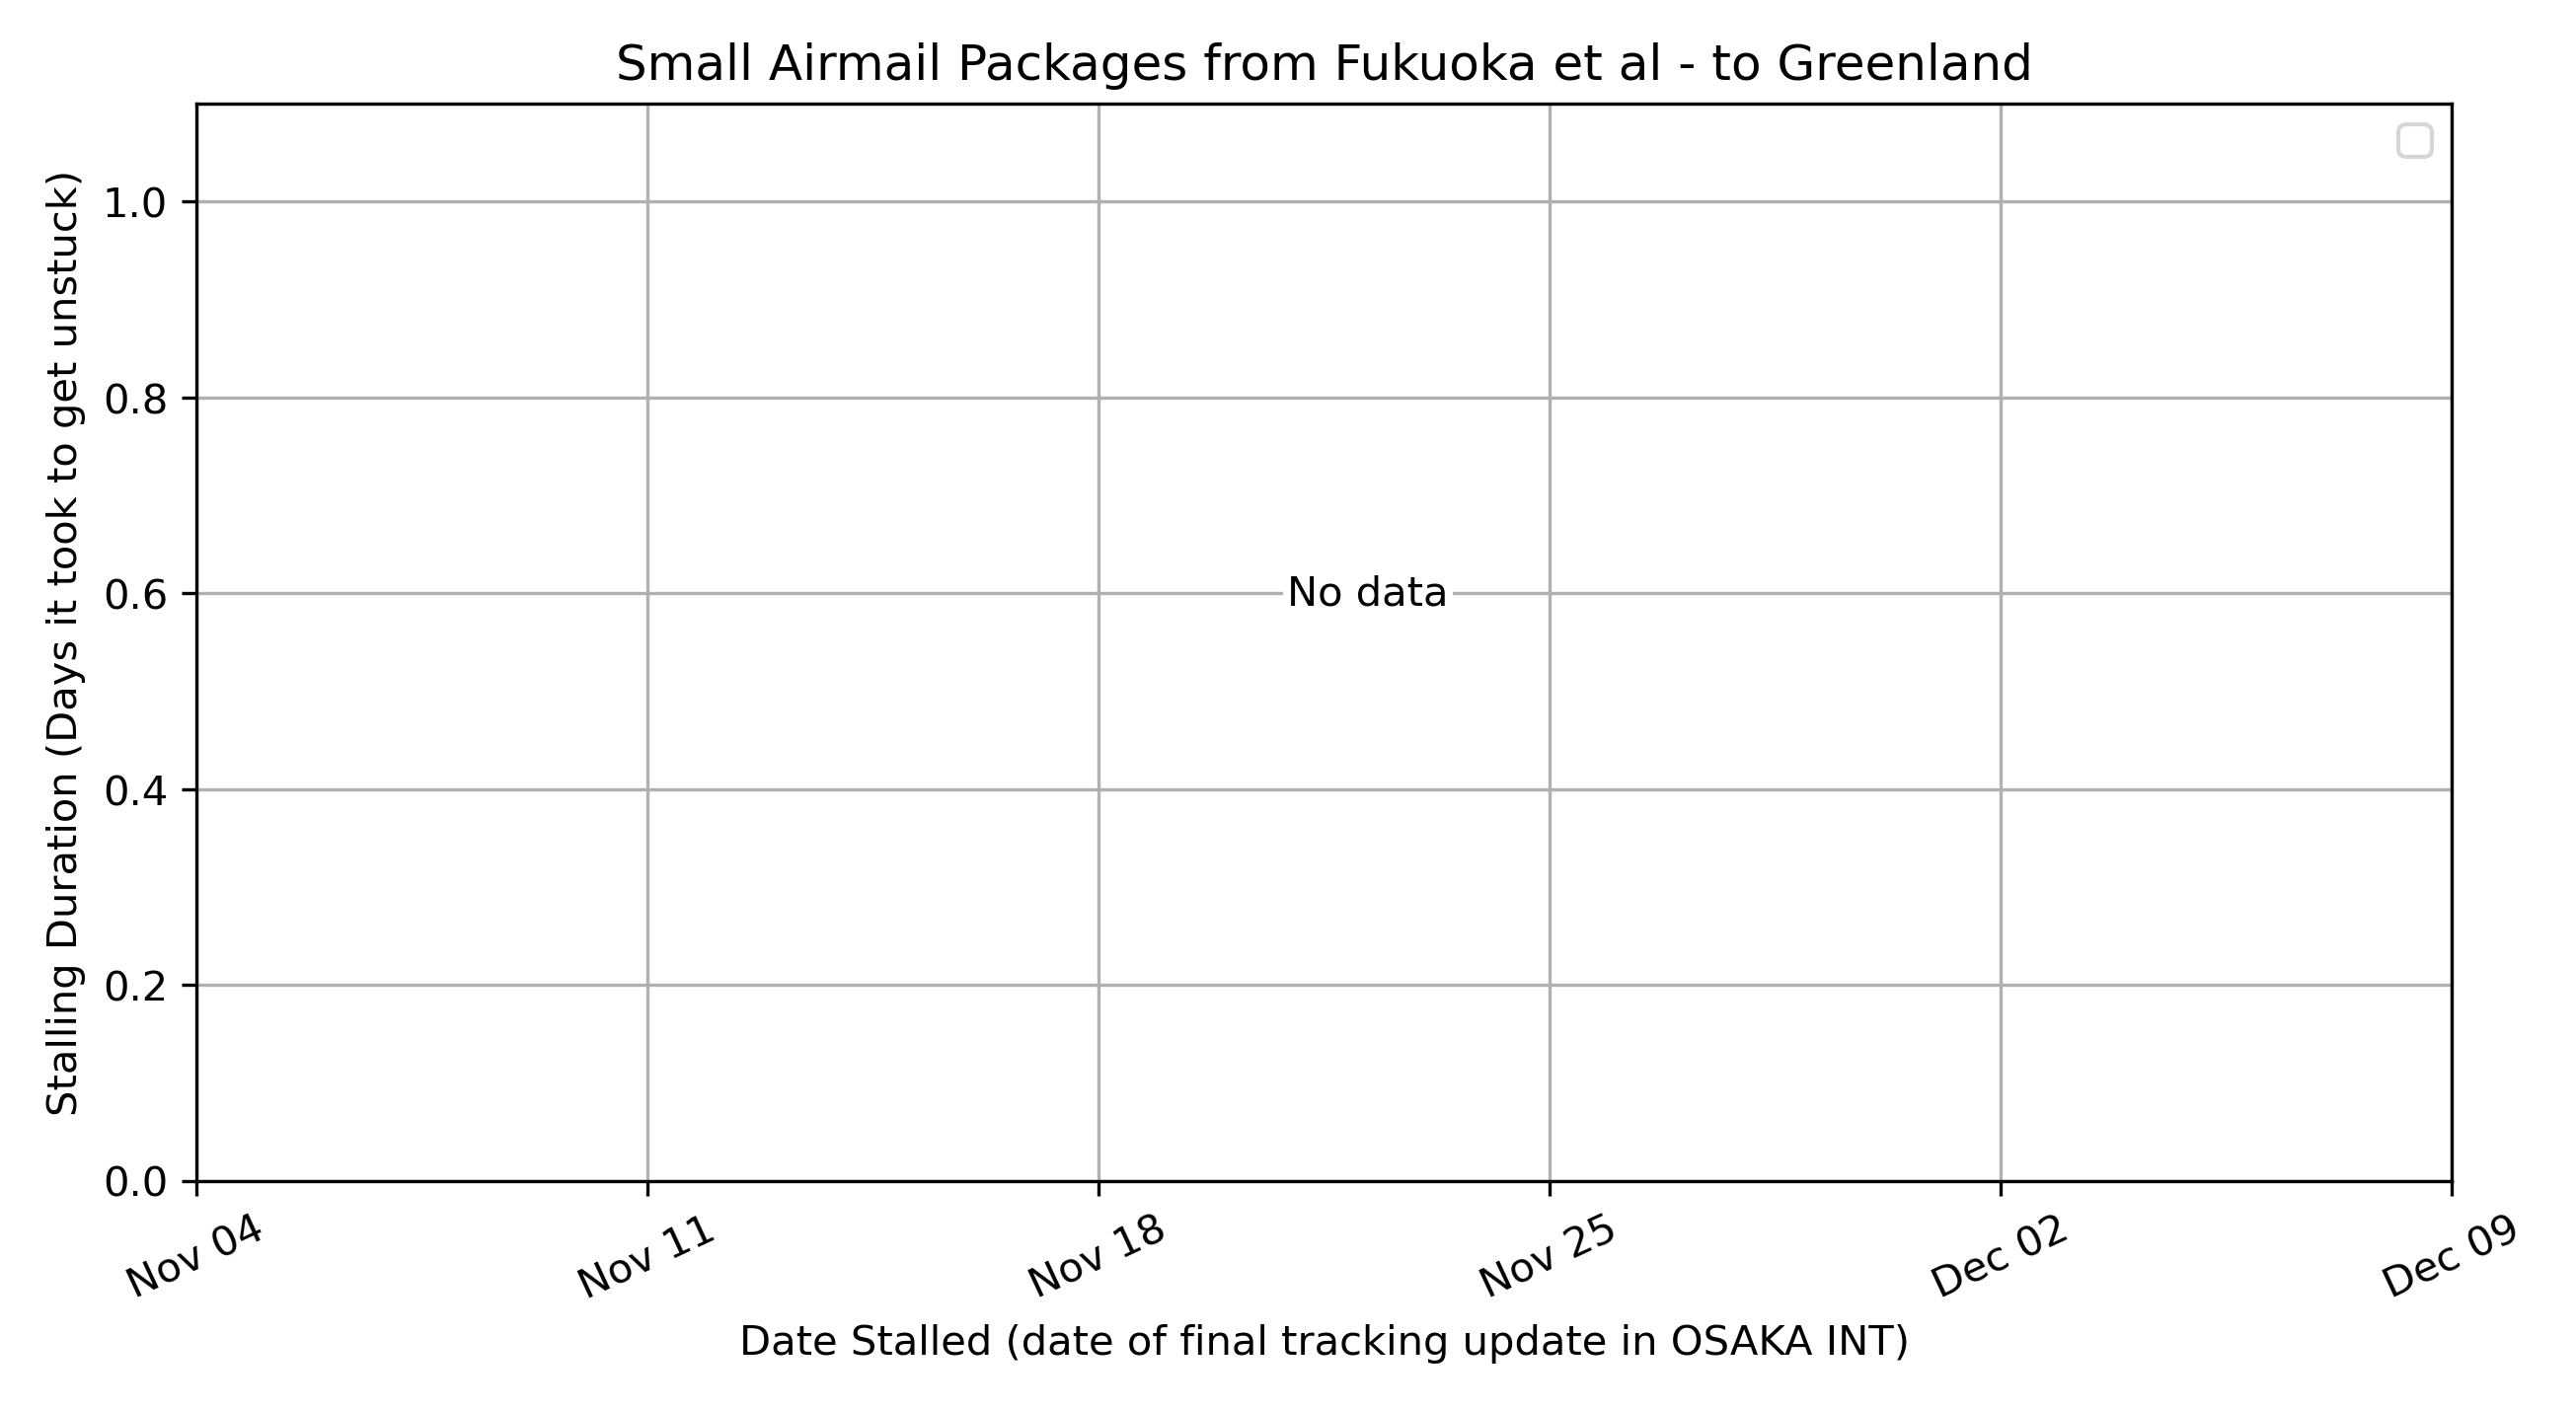 Small Airmail Packages from Fukuoka et al - to Greenland
Stalling Duration (Days it took to get unstuck)
1.0
0.8
0.6
0.4
0.2
0.0
No data
Nov 04
Nov 11
Nov 18
Nov 25
Dec 02
Dec 09
Date Stalled (date of final tracking update in OSAKA INT)